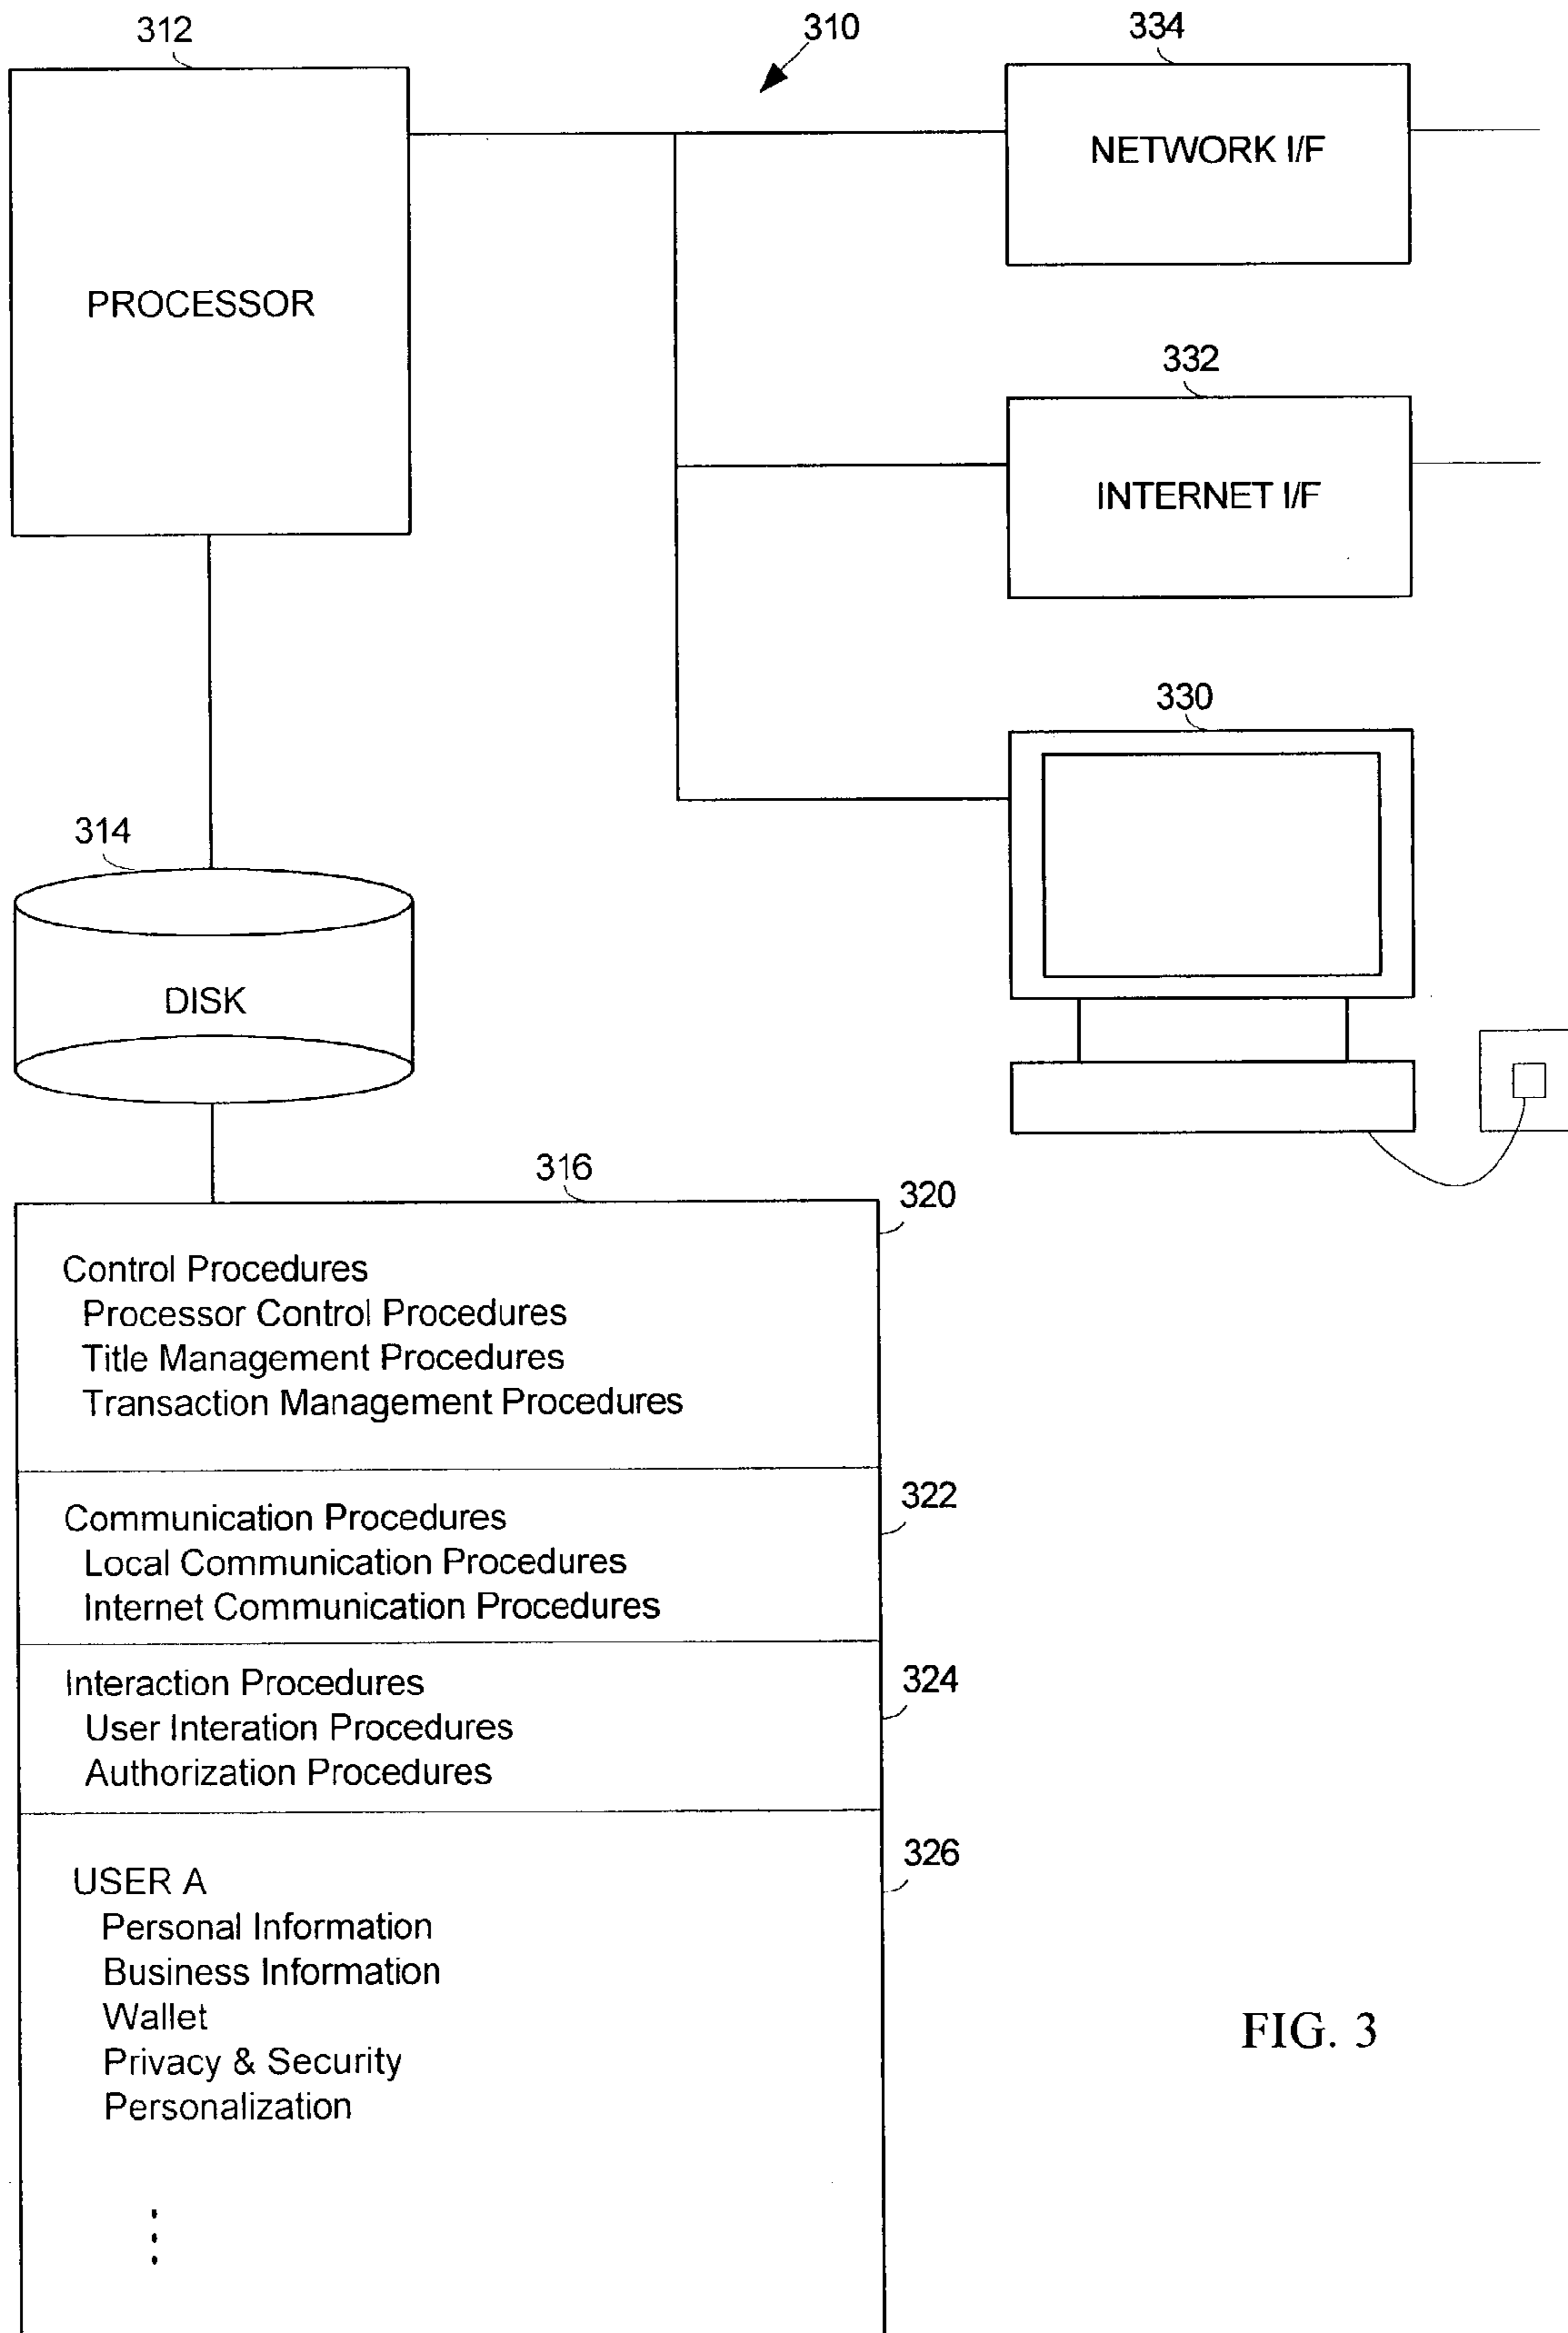 312
310
334
PROCESSOR
NETWORK I/F
332
INTERNET I/F
330
314
DISK
316
320
Control Procedures
Processor Control Procedures
Title Management Procedures
Transaction Management Procedures
322
Communication Procedures
Local Communication Procedures
Internet Communication Procedures
324
Interaction Procedures
User Interation Procedures
Authorization Procedures
326
USER A
Personal Information
Business Information
Wallet
Privacy & Security
Personalization
FIG. 3